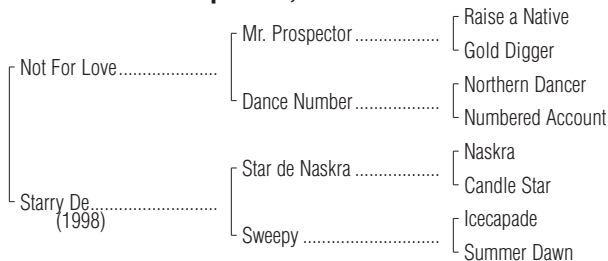 Raise a Native
Mr. Prospector ..................
Gold Digger
Not For Love.....................
Northern Dancer
Dance Number ..................
Numbered Account
Naskra
Star de Naskra ..................
Candle Star
Starry De...........................
(1998)
Icecapade
Sweepy .............................
Summer Dawn